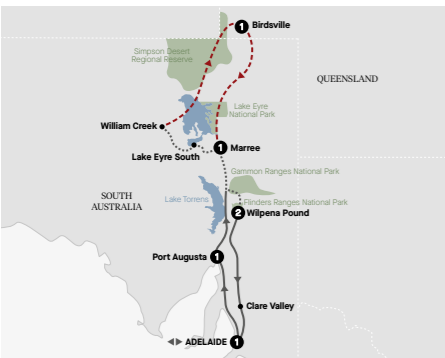 1 Birdsville
Simpson Desert
Regional Reserve
QUEENSLAND
Lake Eyre
National Park
William Creek
Lake Eyre South
1 Marree
Gammon Ranges National Park
SOUTH
AUSTRALIA
Lake Torrens
Flinders Ranges National Park
2 Wilpena Pound
Port Augusta 1
Clare Valley
ADELAIDE 1